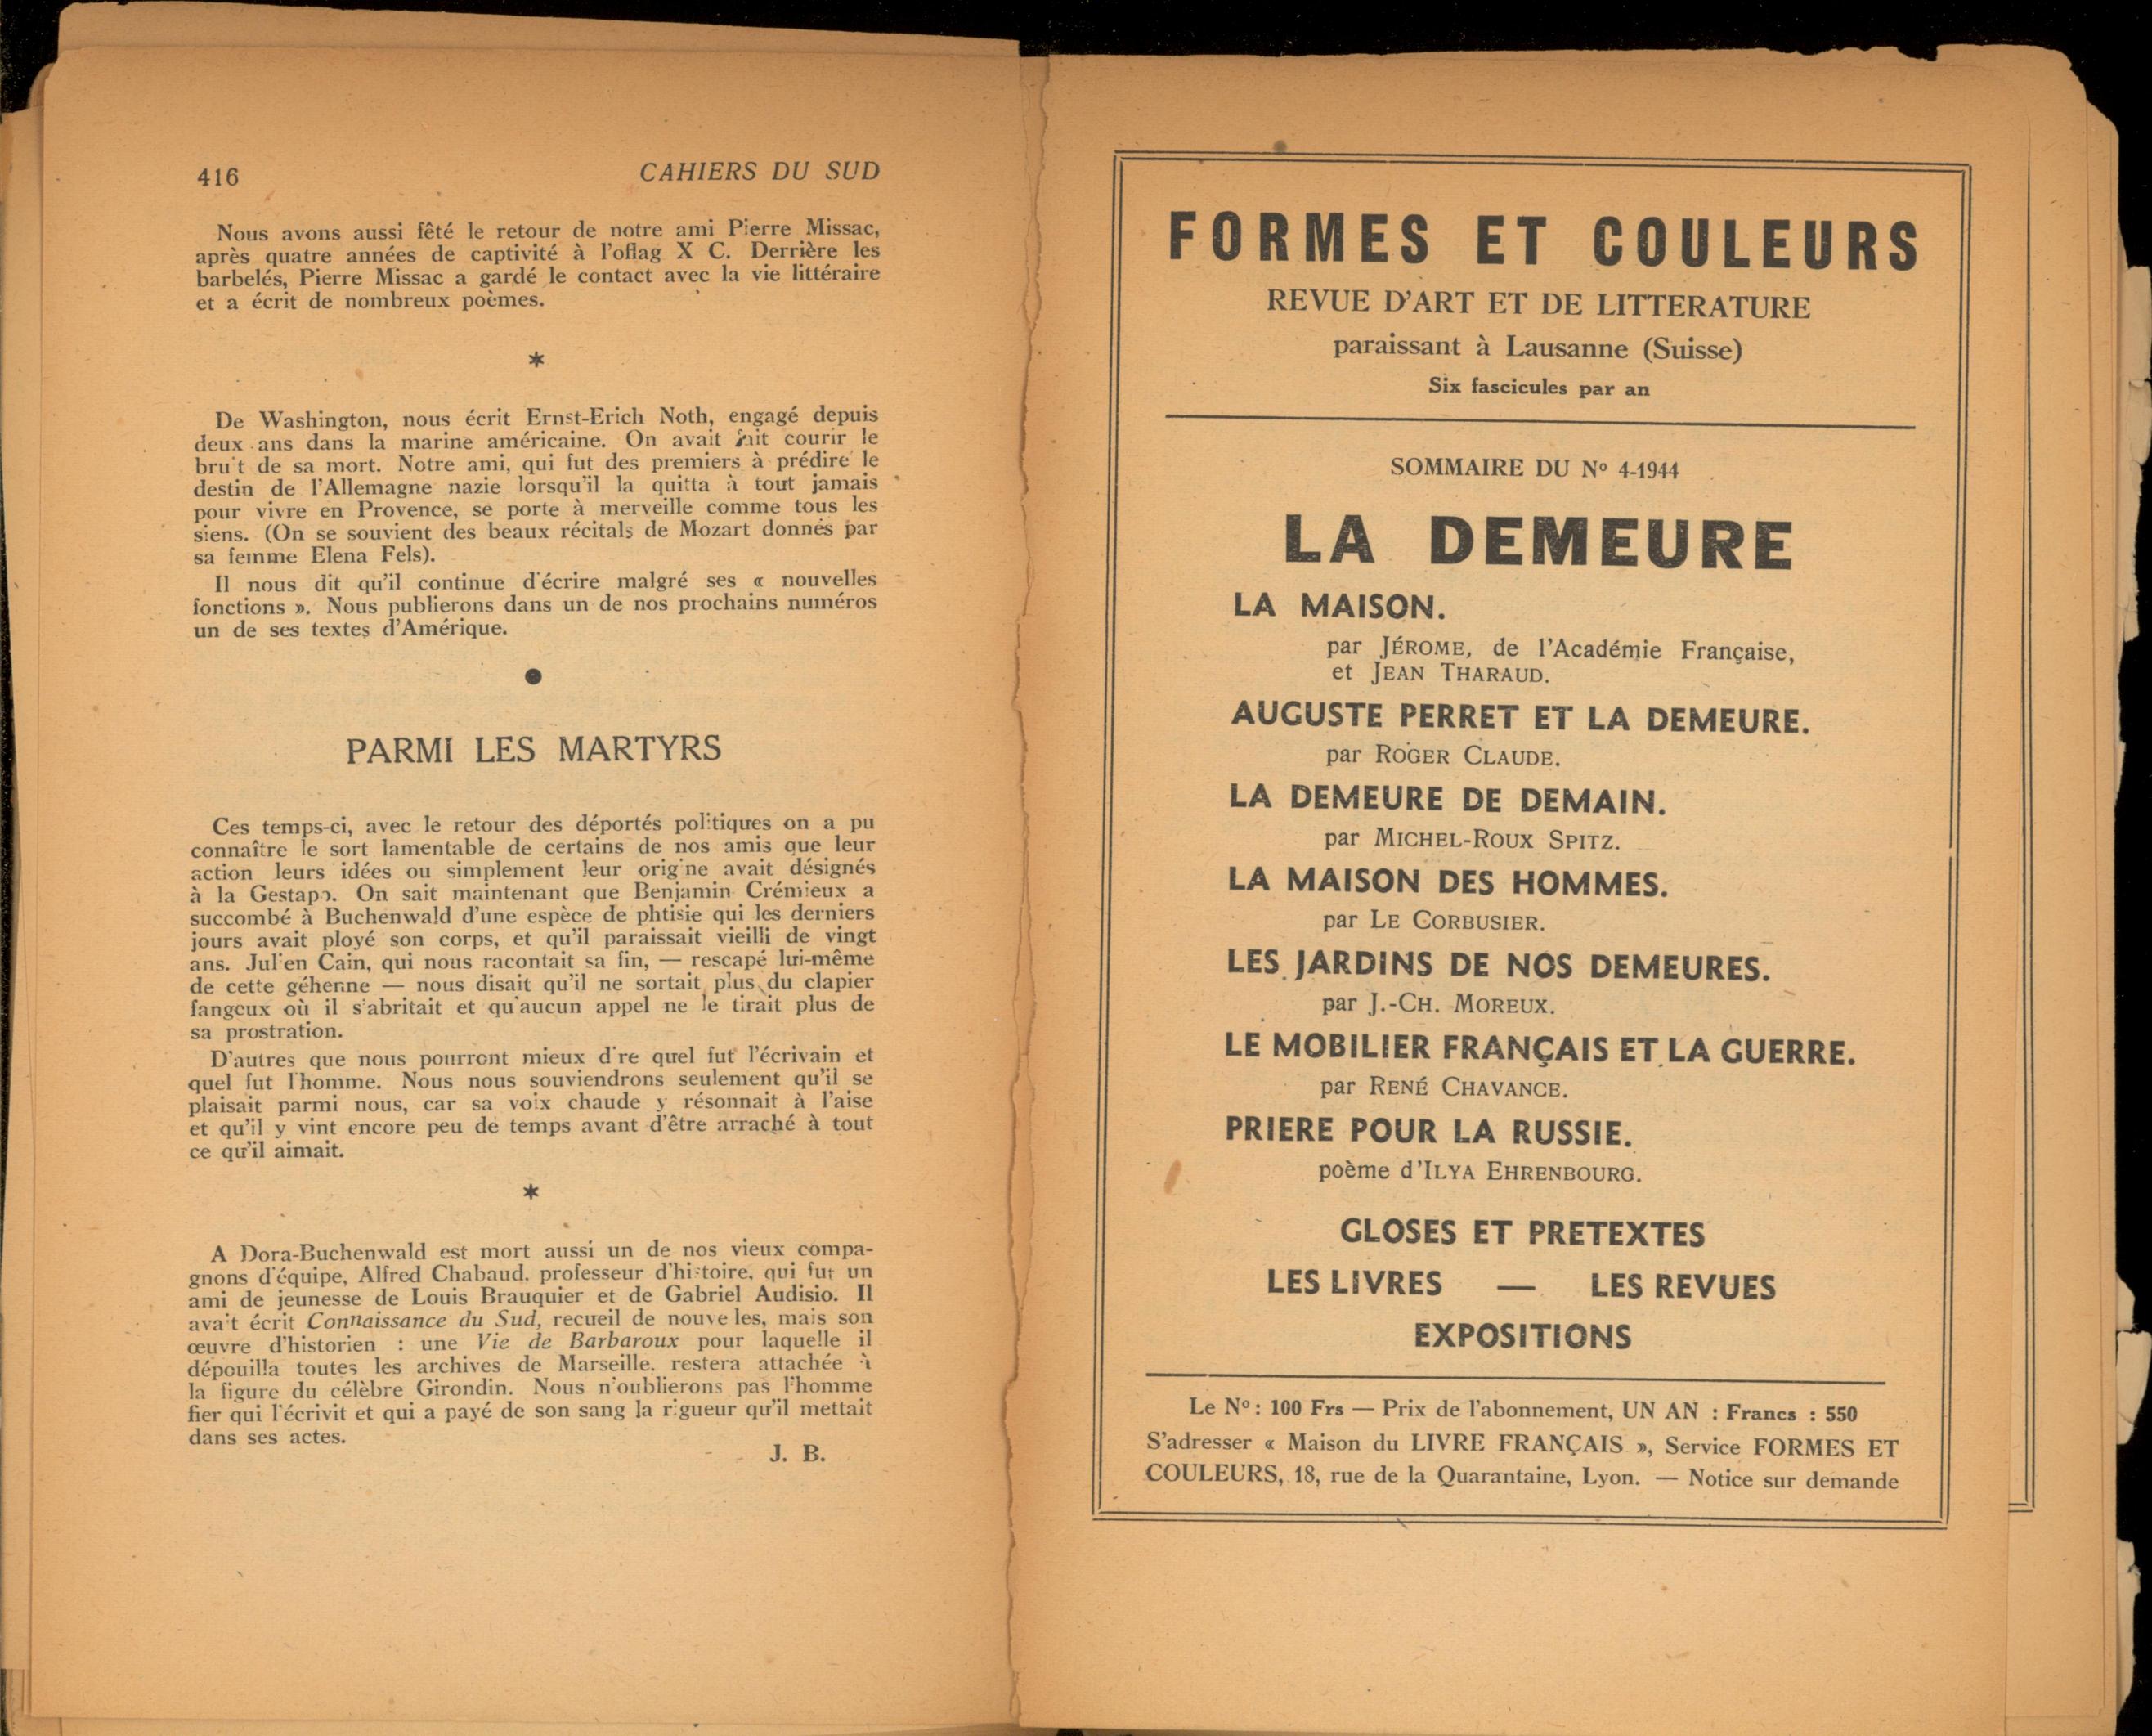 416
CAHIERS DU SUD
Nous avons aussi fêté le retour de notre ami Pierre Missac,
après quatre années de captivité à l'oflag X C. Derrière les
barbelés, Pierre Missac a gardé le contact avec la vie littéraire
et a écrit de nombreux poèmes.
*
De Washington, nous écrit Ernst-Erich Noth, engagé depuis
deux ans dans la marine américaine. On avait fait courir le
bruit de sa mort. Notre ami, qui fut des premiers à prédire le
destin de l'Allemagne nazie lorsqu'il la quitta à tout jamais
pour vivre en Provence, se porte à merveille comme tous les
siens. (On se souvient des beaux récitals de Mozart donnés par
sa femme Elena Fels).
Il nous dit qu'il continue d'écrire malgré ses « nouvelles
fonctions ». Nous publierons dans un de nos prochains numéros
un de ses textes d'Amérique.
●
PARMI LES MARTYRS
Ces temps-ci, avec le retour des déportés politiques on a pu
connaître le sort lamentable de certains de nos amis que leur
action leurs idées ou simplement leur origine avait désignés
à la Gestapo. On sait maintenant que Benjamin Crémieux a
succombé à Buchenwald d'une espèce de phtisie qui les derniers
jours avait ployé son corps, et qu'il paraissait vieilli de vingt
ans. Julien Cain, qui nous racontait sa fin, — rescapé lui-même
de cette géhenne — nous disait qu'il ne sortait plus du clapier
fangeux où il s'abritait et qu'aucun appel ne le tirait plus de
sa prostration.
D'autres que nous pourront mieux dire quel fut l'écrivain et
quel fut l'homme. Nous nous souviendrons seulement qu'il se
plaisait parmi nous, car sa voix chaude y résonnait à l'aise
et qu'il y vint encore peu de temps avant d'être arraché à tout
ce qu'il aimait.
*
A Dora-Buchenwald est mort aussi un de nos vieux compa-
gnons d'équipe, Alfred Chabaud. professeur d'histoire. qui fut un
ami de jeunesse de Louis Brauquier et de Gabriel Audisio. Il
avait écrit Connaissance du Sud, recueil de nouvelles, mais son
œuvre d'historien : une Vie de Barbaroux pour laquelle il
dépouilla toutes les archives de Marseille. restera attachée à
la figure du célèbre Girondin. Nous n'oublierons pas l'homme
fier qui l'écrivit et qui a payé de son sang la rigueur qu'il mettait
dans ses actes.
J. B.
FORMES ET COULEURS
REVUE D'ART ET DE LITTERATURE
paraissant à Lausanne (Suisse)
Six fascicules par an
SOMMAIRE DU Nº 4-1944
LA DEMEURE
LA MAISON.
par JÉROME, de l'Académie Française,
et JEAN THARAUD.
AUGUSTE PERRET ET LA DEMEURE.
par ROGER CLAUDE.
LA DEMEURE DE DEMAIN.
par MICHEL-ROUX SPITZ.
LA MAISON DES HOMMES.
par LE CORBUSIER.
LES JARDINS DE NOS DEMEURES.
par J.-CH. MOREUX.
LE MOBILIER FRANÇAIS ET LA GUERRE.
par RENÉ CHAVANCE.
PRIERE POUR LA RUSSIE.
poème d'ILYA EHRENBOURG.
GLOSES ET PRETEXTES
LES LIVRES — LES REVUES
EXPOSITIONS
Le Nº : 100 Frs — Prix de l'abonnement, UN AN : Francs : 550
S'adresser « Maison du LIVRE FRANÇAIS », Service FORMES ET
COULEURS, 18, rue de la Quarantaine, Lyon. — Notice sur demande